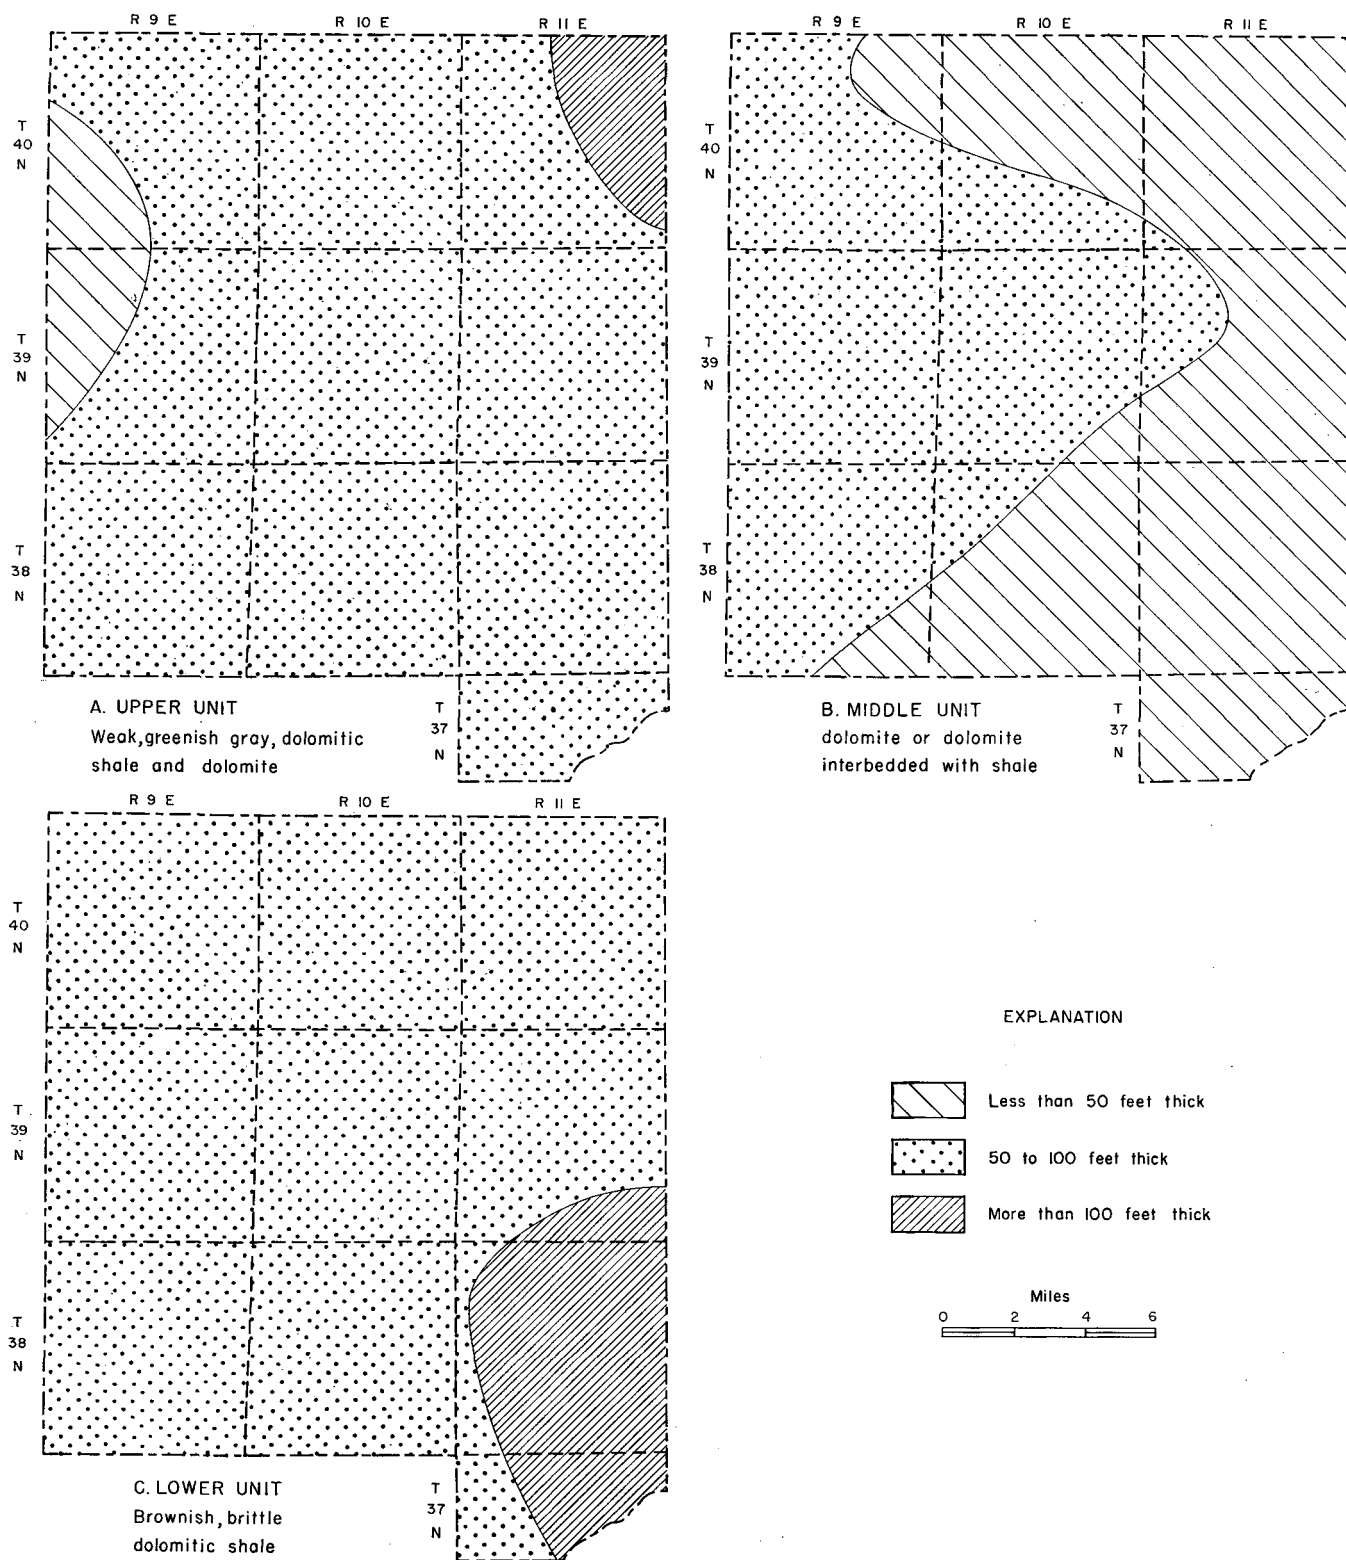 R 9 E
R 10 E
R 11 E
T
40
N
T
39
N
T
38
N
T
37
N
A. UPPER UNIT
Weak, greenish gray, dolomitic
shale and dolomite
R 9 E
R 10 E
R 11 E
T
40
N
T
39
N
T
38
N
T
37
N
B. MIDDLE UNIT
dolomite or dolomite
interbedded with shale
R 9 E
R 10 E
R 11 E
T
40
N
T
39
N
T
38
N
T
37
N
C. LOWER UNIT
Brownish, brittle
dolomitic shale
EXPLANATION
Less than 50 feet thick
50 to 100 feet thick
More than 100 feet thick
Miles
0 2 4 6